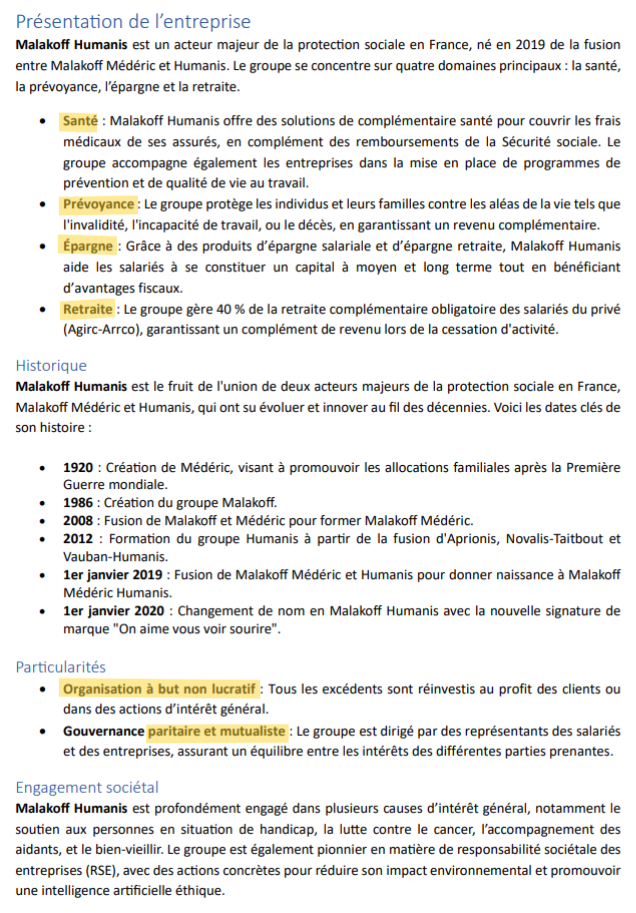 Présentation de l’entreprise
Malakoff Humanis est un acteur majeur de la protection sociale en France, né en 2019 de la fusion
entre Malakoff Médéric et Humanis. Le groupe se concentre sur quatre domaines principaux : la santé,
la prévoyance, l’épargne et la retraite.
• Santé : Malakoff Humanis offre des solutions de complémentaire santé pour couvrir les frais
médicaux de ses assurés, en complément des remboursements de la Sécurité sociale. Le
groupe accompagne également les entreprises dans la mise en place de programmes de
prévention et de qualité de vie au travail.
• Prévoyance : Le groupe protège les individus et leurs familles contre les aléas de la vie tels que
l'invalidité, l'incapacité de travail, ou le décès, en garantissant un revenu complémentaire.
• Épargne : Grâce à des produits d’épargne salariale et d’épargne retraite, Malakoff Humanis
aide les salariés à se constituer un capital à moyen et long terme tout en bénéficiant
d’avantages fiscaux.
• Retraite : Le groupe gère 40 % de la retraite complémentaire obligatoire des salariés du privé
(Agirc-Arrco), garantissant un complément de revenu lors de la cessation d'activité.
Historique
Malakoff Humanis est le fruit de l'union de deux acteurs majeurs de la protection sociale en France,
Malakoff Médéric et Humanis, qui ont su évoluer et innover au fil des décennies. Voici les dates clés de
son histoire :
• 1920 : Création de Médéric, visant à promouvoir les allocations familiales après la Première
Guerre mondiale.
• 1986 : Création du groupe Malakoff.
• 2008 : Fusion de Malakoff et Médéric pour former Malakoff Médéric.
• 2012 : Formation du groupe Humanis à partir de la fusion d'Aprionis, Novalis-Taitbout et
Vauban-Humanis.
• 1er janvier 2019 : Fusion de Malakoff Médéric et Humanis pour donner naissance à Malakoff
Médéric Humanis.
• 1er janvier 2020 : Changement de nom en Malakoff Humanis avec la nouvelle signature de
marque "On aime vous voir sourire".
Particularités
• Organisation à but non lucratif : Tous les excédents sont réinvestis au profit des clients ou
dans des actions d’intérêt général.
• Gouvernance paritaire et mutualiste : Le groupe est dirigé par des représentants des salariés
et des entreprises, assurant un équilibre entre les intérêts des différentes parties prenantes.
Engagement sociétal
Malakoff Humanis est profondément engagé dans plusieurs causes d’intérêt général, notamment le
soutien aux personnes en situation de handicap, la lutte contre le cancer, l’accompagnement des
aidants, et le bien-vieillir. Le groupe est également pionnier en matière de responsabilité sociétale des
entreprises (RSE), avec des actions concrètes pour réduire son impact environnemental et promouvoir
une intelligence artificielle éthique.